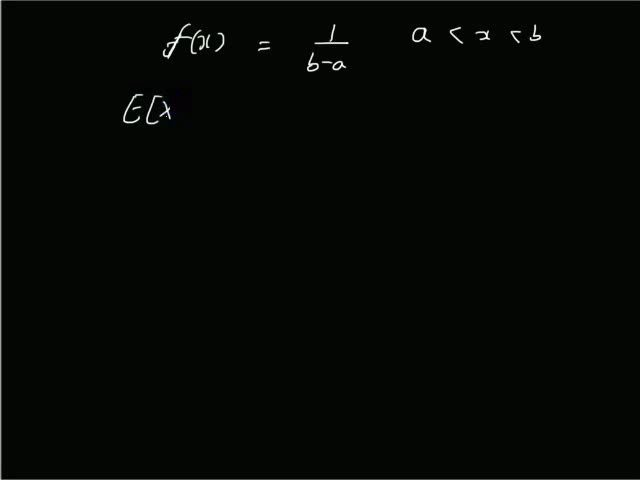 f(x) = 1/(b-a) a < x < b
E[x